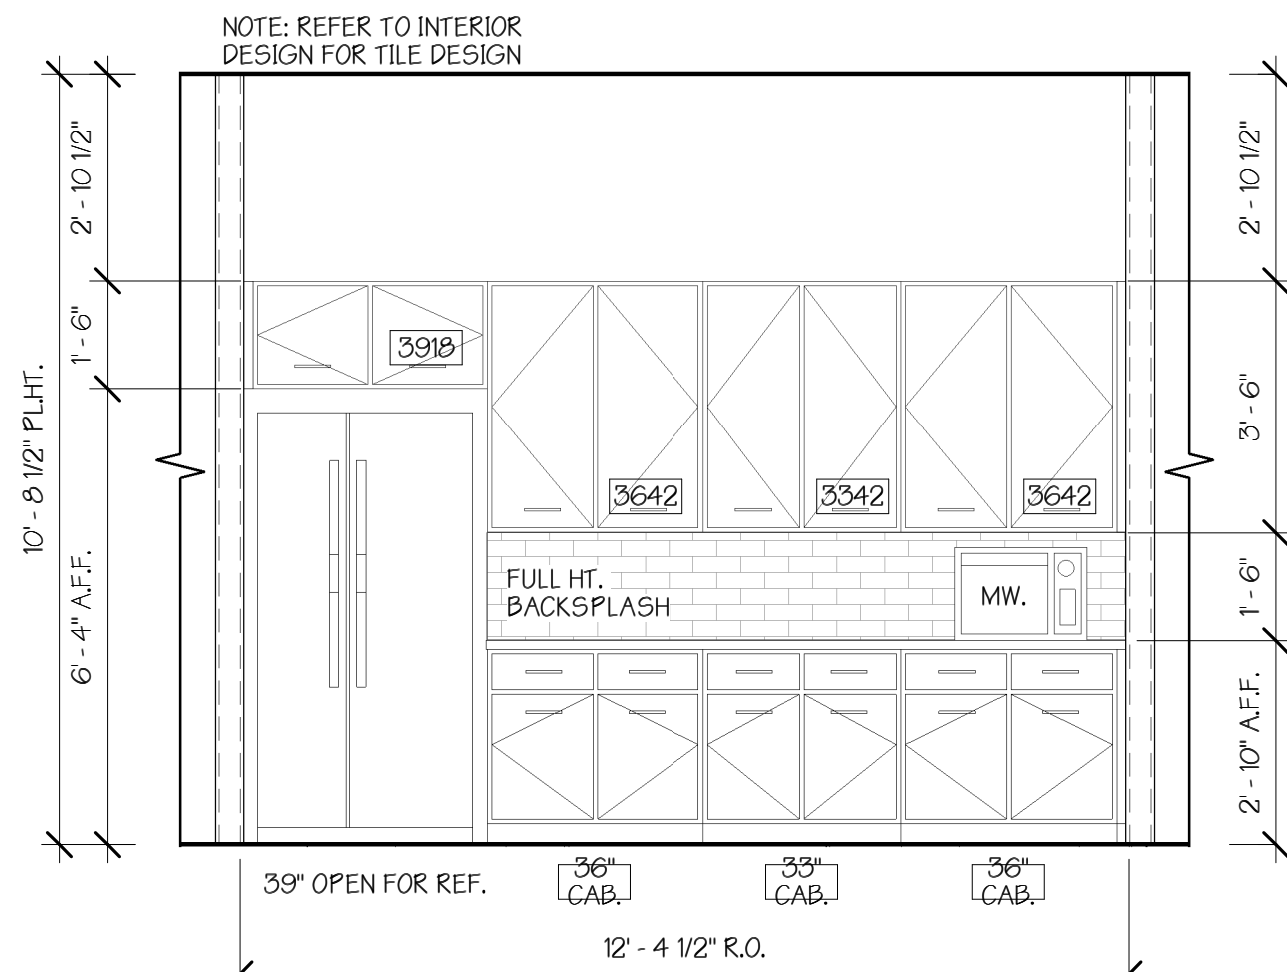 NOTE: REFER TO INTERIOR
DESIGN FOR TILE DESIGN
2' - 10 1/2"
2' - 10 1/2"
1' - 6"
3918
10' - 8 1/2" PL.HT.
3' - 6"
3642
3342
3642
6' - 4" A.F.F.
FULL HT.
BACKSPLASH
MW.
1' - 6"
2' - 10" A.F.F.
39" OPEN FOR REF.
36"
CAB.
33"
CAB.
36"
CAB.
12' - 4 1/2" R.O.